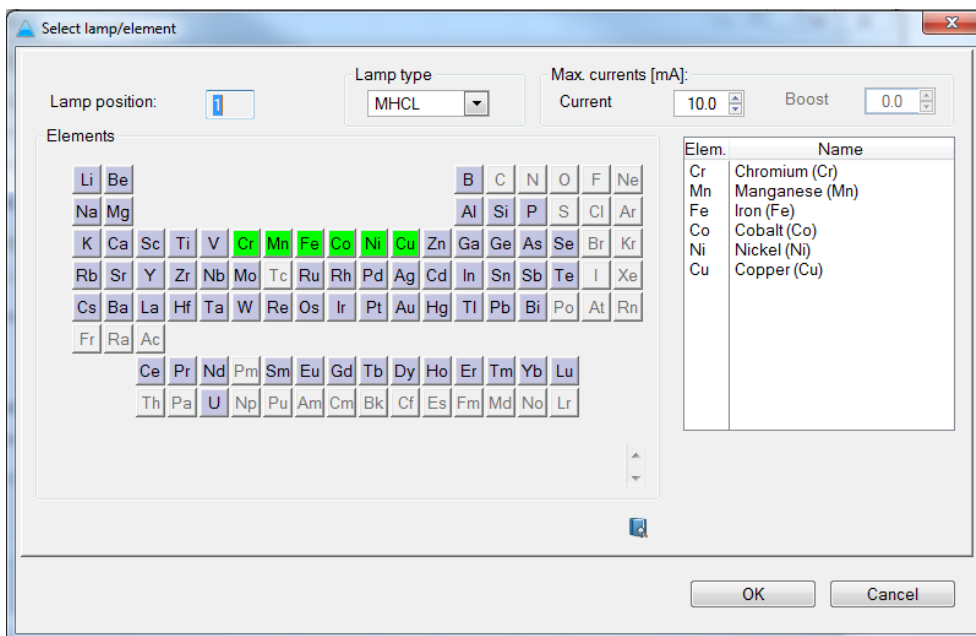 Select lamp/element
x
Lamp type
Max. currents [mA]:
Lamp position: 1 MHCL Current 10.0 Boost 0.0
Elements
Elem. Name
Cr Chromium (Cr)
Mn Manganese (Mn)
Fe Iron (Fe)
Co Cobalt (Co)
Ni Nickel (Ni)
Cu Copper (Cu)
Li Be B C N O F Ne
Na Mg Al Si P S Cl Ar
K Ca Sc Ti V Cr Mn Fe Co Ni Cu Zn Ga Ge As Se Br Kr
Rb Sr Y Zr Nb Mo Tc Ru Rh Pd Ag Cd In Sn Sb Te I Xe
Cs Ba La Hf Ta W Re Os Ir Pt Au Hg Tl Pb Bi Po At Rn
Fr Ra Ac
Ce Pr Nd Pm Sm Eu Gd Tb Dy Ho Er Tm Yb Lu
Th Pa U Np Pu Am Cm Bk Cf Es Fm Md No Lr
OK Cancel